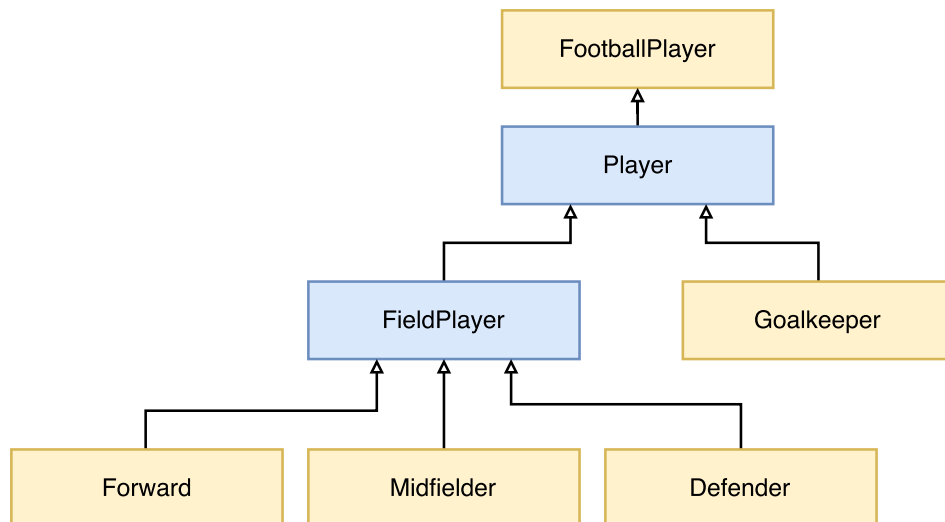 FootballPlayer
Player
FieldPlayer
Goalkeeper
Forward
Midfielder
Defender